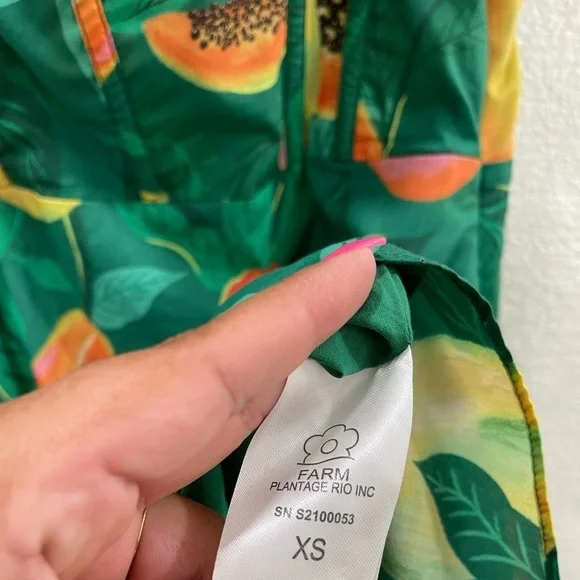 FARM
PLANTAGE RIO INC
SN S2100053
XS